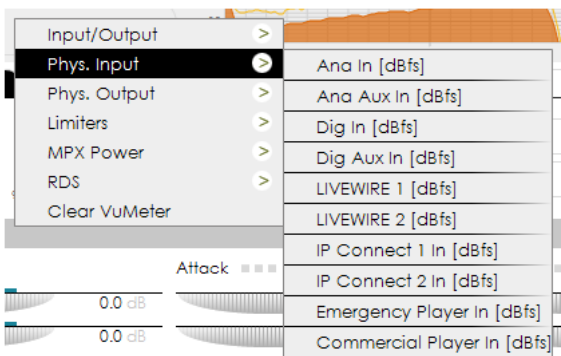 Input/Output >
Phys. Input >
Phys. Output >
Limiters >
MPX Power >
RDS >
Clear VuMeter
Ana In [dBfs]
Ana Aux In [dBfs]
Dig In [dBfs]
Dig Aux In [dBfs]
LIVEWIRE 1 [dBfs]
LIVEWIRE 2 [dBfs]
IP Connect 1 In [dBfs]
IP Connect 2 In [dBfs]
Emergency Player In [dBfs]
Commercial Player In [dBfs]
Attack
0.0 dB
0.0 dB